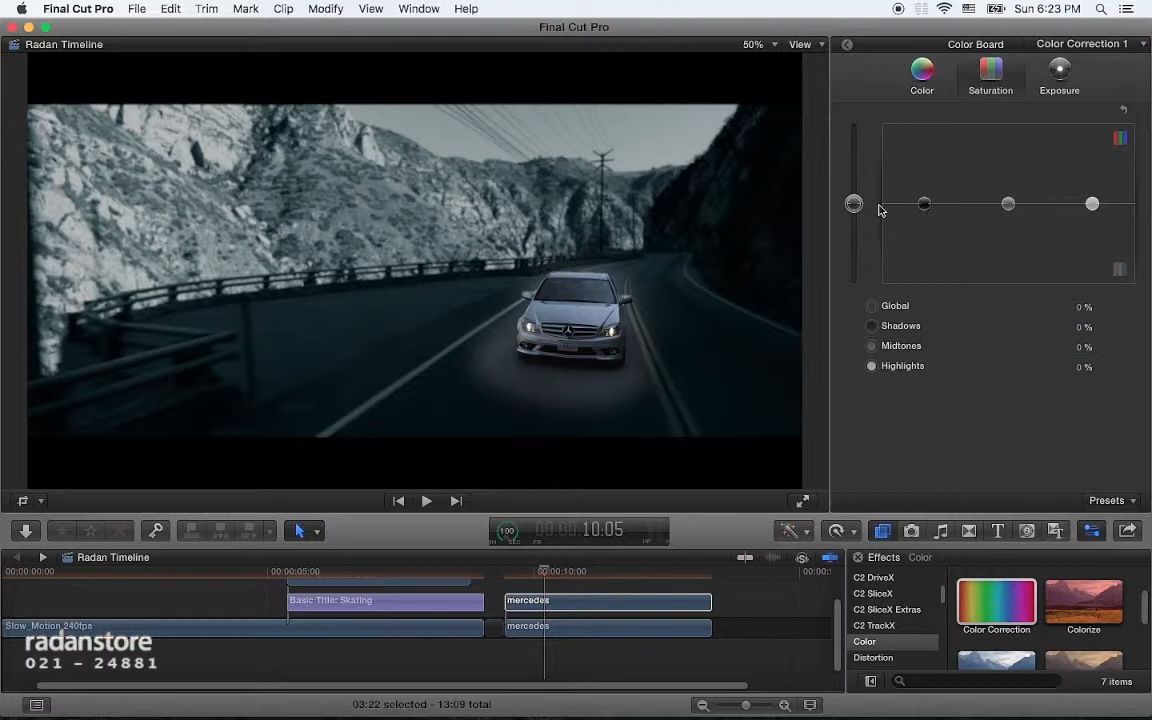 Final Cut Pro File Edit Trim Mark Clip Modify View Window Help Sun 6:23 PM
Final Cut Pro
Radan Timeline 50% View Color Board Color Correction 1
Color Saturation Exposure
Global 0 %
Shadows 0 %
Midtones 0 %
Highlights 0 %
Presets
100 10:05
Radan Timeline Effects Color
00:00:00:00 00:00:05:00 00:00:10:00 00:00:
C2 DriveX
C2 SliceX
C2 SliceX Extras
C2 TrackX
Color
Distortion
Color Correction Colorize
Basic Title: Skating mercedes
Slow_Motion_240fps mercedes
radanstore
021 - 24881
7 items
03:22 selected - 13:09 total